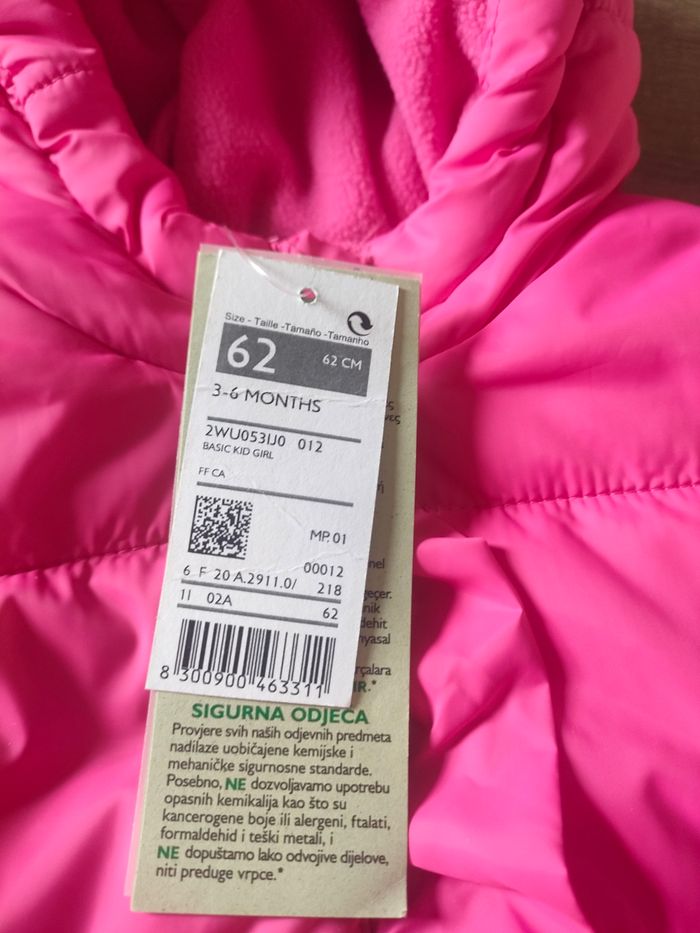 Size - Taille -Tamaño -Tamanho
62 62 CM
3-6 MONTHS
2WU053IJ0 012
BASIC KID GIRL
FF CA
MP. 01
00012
6 F 20 A.2911.0/ 218
1I 02A 62
8 300900 463311
SIGURNA ODJEĆA
Provjere svih naših odjevnih predmeta
nadilaze uobičajene kemijske i
mehaničke sigurnosne standarde.
Posebno, NE dozvoljavamo upotrebu
opasnih kemikalija kao što su
kancerogene boje ili alergeni, ftalati,
formaldehid i teški metali, i
NE dopuštamo lako odvojive dijelove,
niti preduge vrpce.*